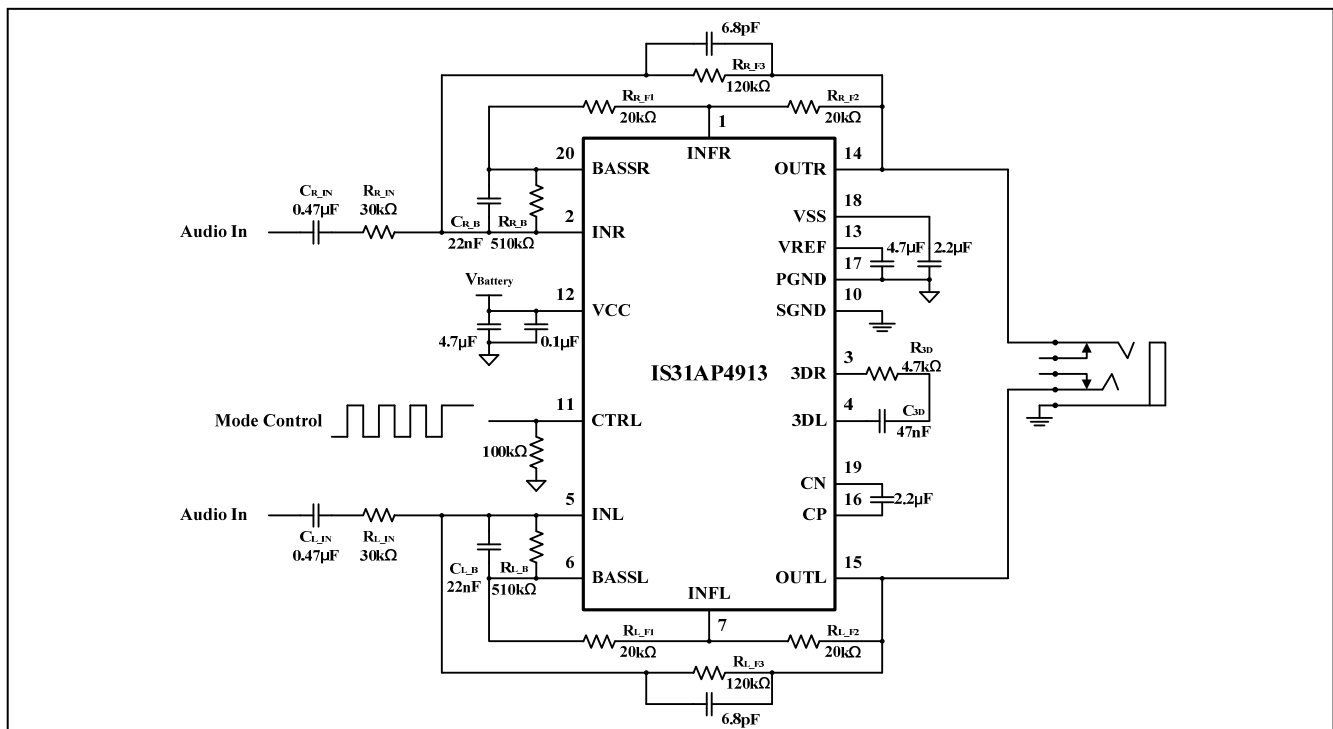 6.8pF
RR_F3
120kΩ
RR_F1
20kΩ
RR_F2
20kΩ
1
INFR
20
BASSR
14
OUTR
CR_IN
0.47µF
RR_IN
30kΩ
CR_B
22nF
RR_B
510kΩ
Audio In
2
INR
18
VSS
13
VREF
4.7µF
2.2µF
17
PGND
VBattery
12
VCC
4.7µF
0.1µF
10
SGND
IS31AP4913
3
3DR
R3D
4.7kΩ
4
3DL
C3D
47nF
Mode Control
11
CTRL
100kΩ
19
CN
16
CP
2.2µF
Audio In
5
INL
CL_IN
0.47µF
RL_IN
30kΩ
CL_B
22nF
RL_B
510kΩ
6
BASSL
15
OUTL
INFL
7
RL_F1
20kΩ
RL_F2
20kΩ
RL_F3
120kΩ
6.8pF